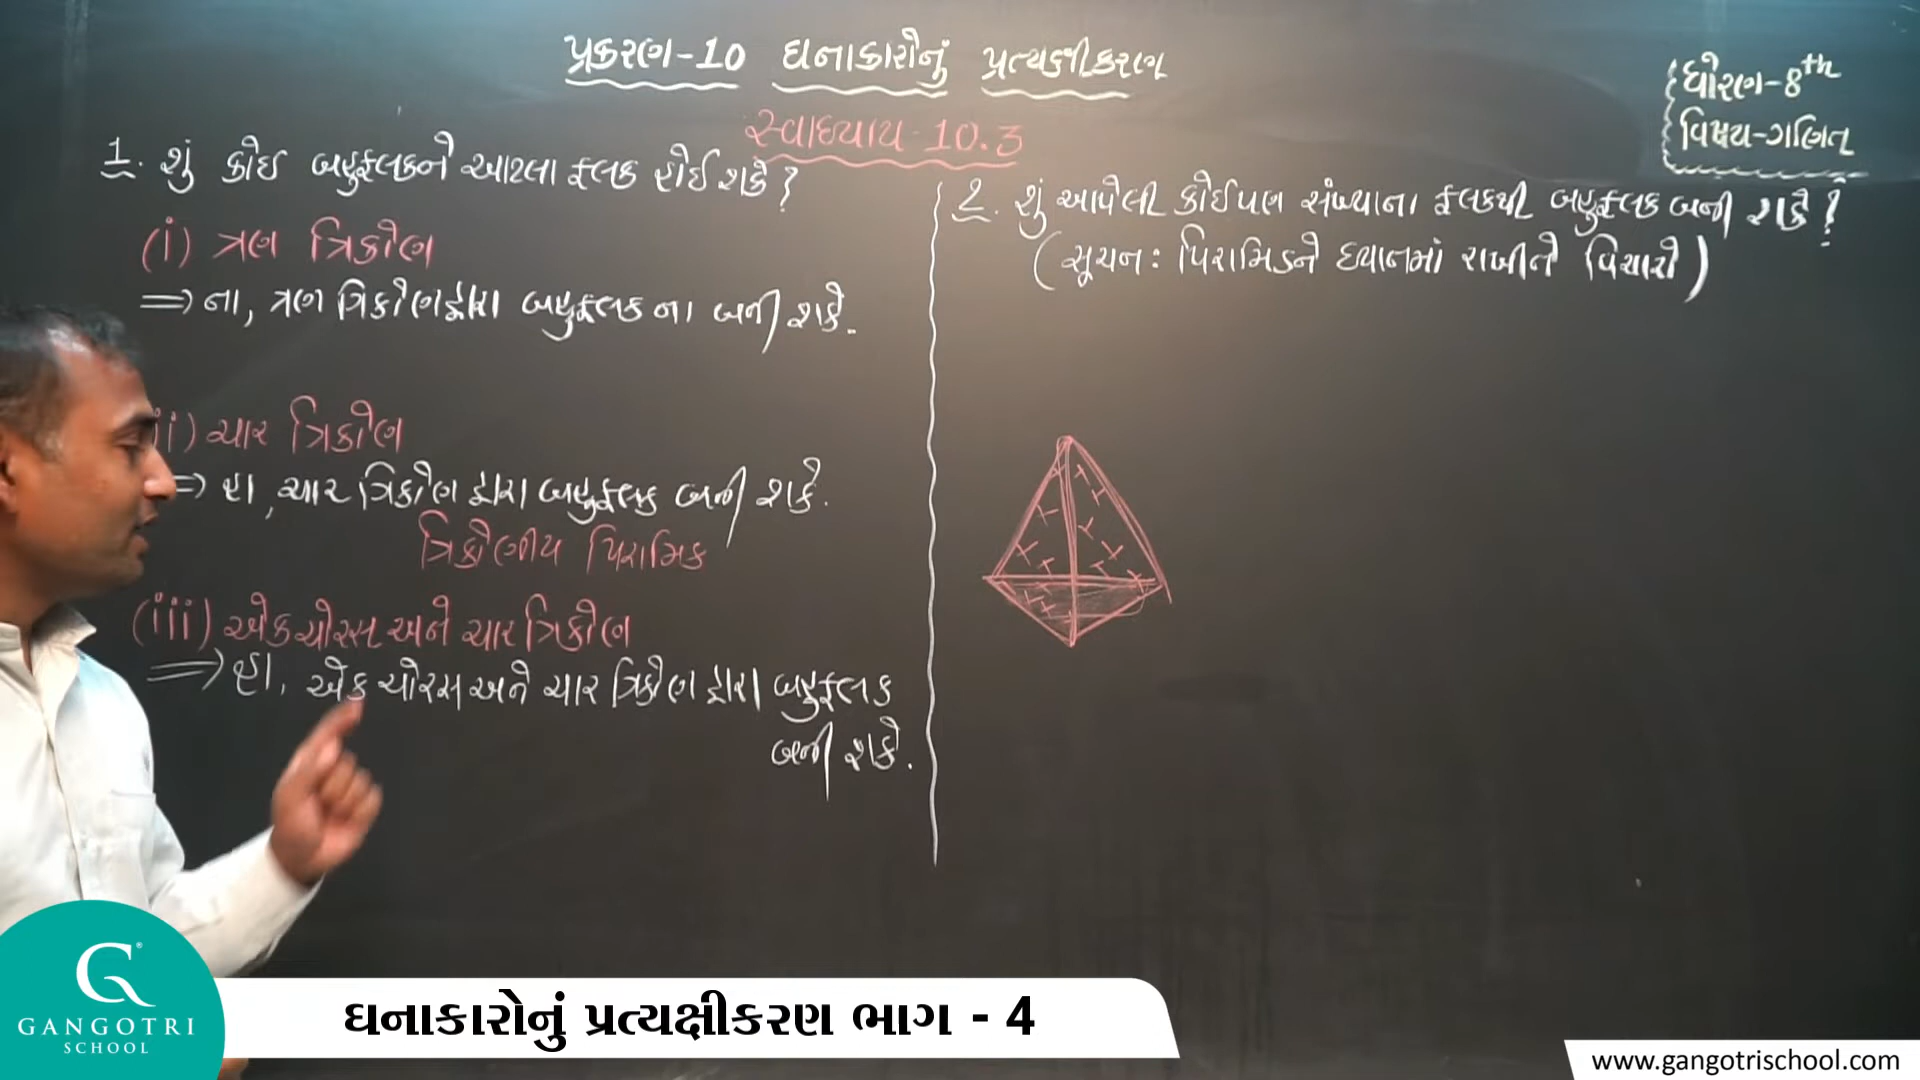 પ્રકરણ-10 ઘનાકારોનું પ્રત્યક્ષીકરણ
ધોરણ-8th
વિષય-ગણિત
સ્વાધ્યાય-10.3
1. શું કોઈ બહુફલકને આટલા ફલક હોઈ શકે?
(i) ત્રણ ત્રિકોણ
⇒ ના, ત્રણ ત્રિકોણ દ્વારા બહુફલક ના બની શકે.
ii) ચાર ત્રિકોણ
⇒ હા, ચાર ત્રિકોણ દ્વારા બહુફલક બની શકે.
ત્રિકોણીય પિરામિક
(iii) એક ચોરસ અને ચાર ત્રિકોણ
⇒ હા, એક ચોરસ અને ચાર ત્રિકોણ દ્વારા બહુફલક
બની શકે.
2. શું આપેલી કોઈપણ સંખ્યાના ફલકથી બહુફલક બની શકે?
(સૂચન: પિરામિડને ધ્યાનમાં રાખીને વિચારો)
G
GANGOTRI
SCHOOL
ઘનાકારોનું પ્રત્યક્ષીકરણ ભાગ - 4
www.gangotrischool.com